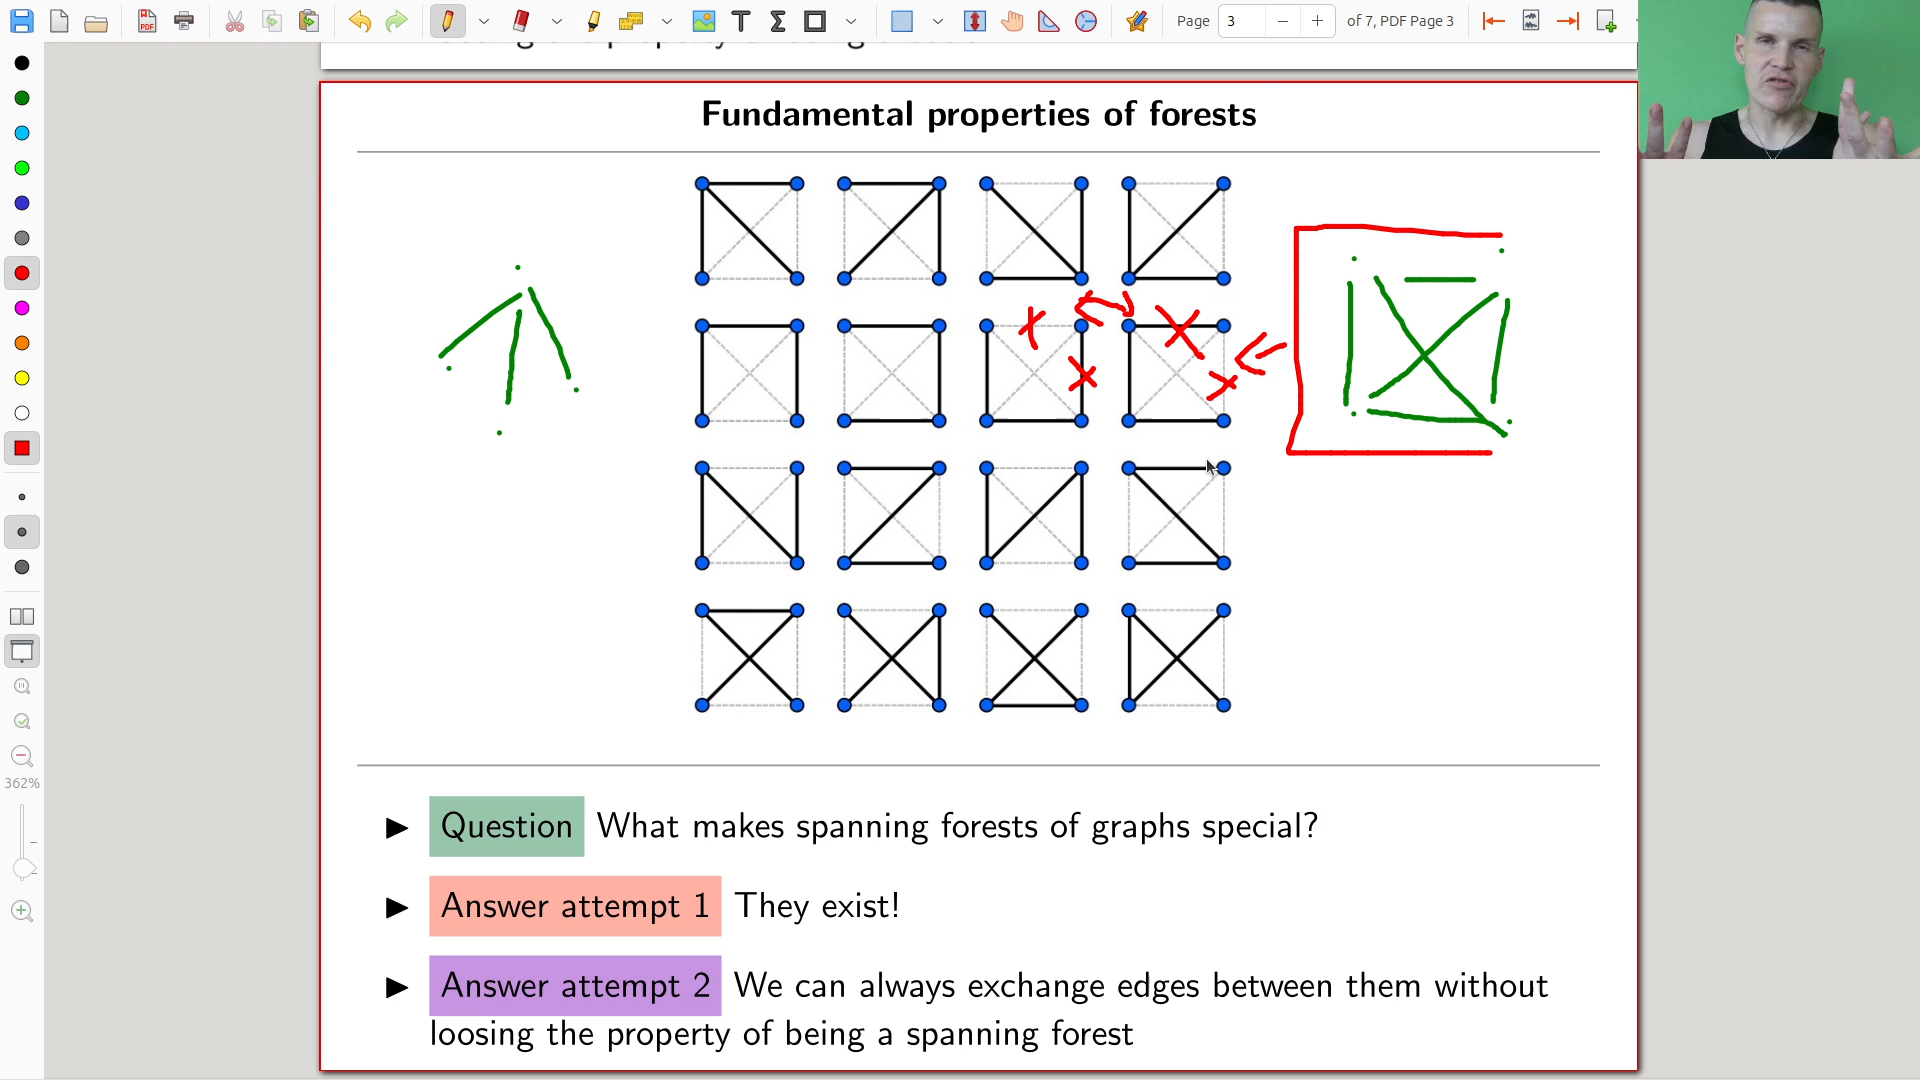 Page 3 of 7, PDF Page 3
Fundamental properties of forests
362%
▶ Question What makes spanning forests of graphs special?
▶ Answer attempt 1 They exist!
▶ Answer attempt 2 We can always exchange edges between them without
loosing the property of being a spanning forest